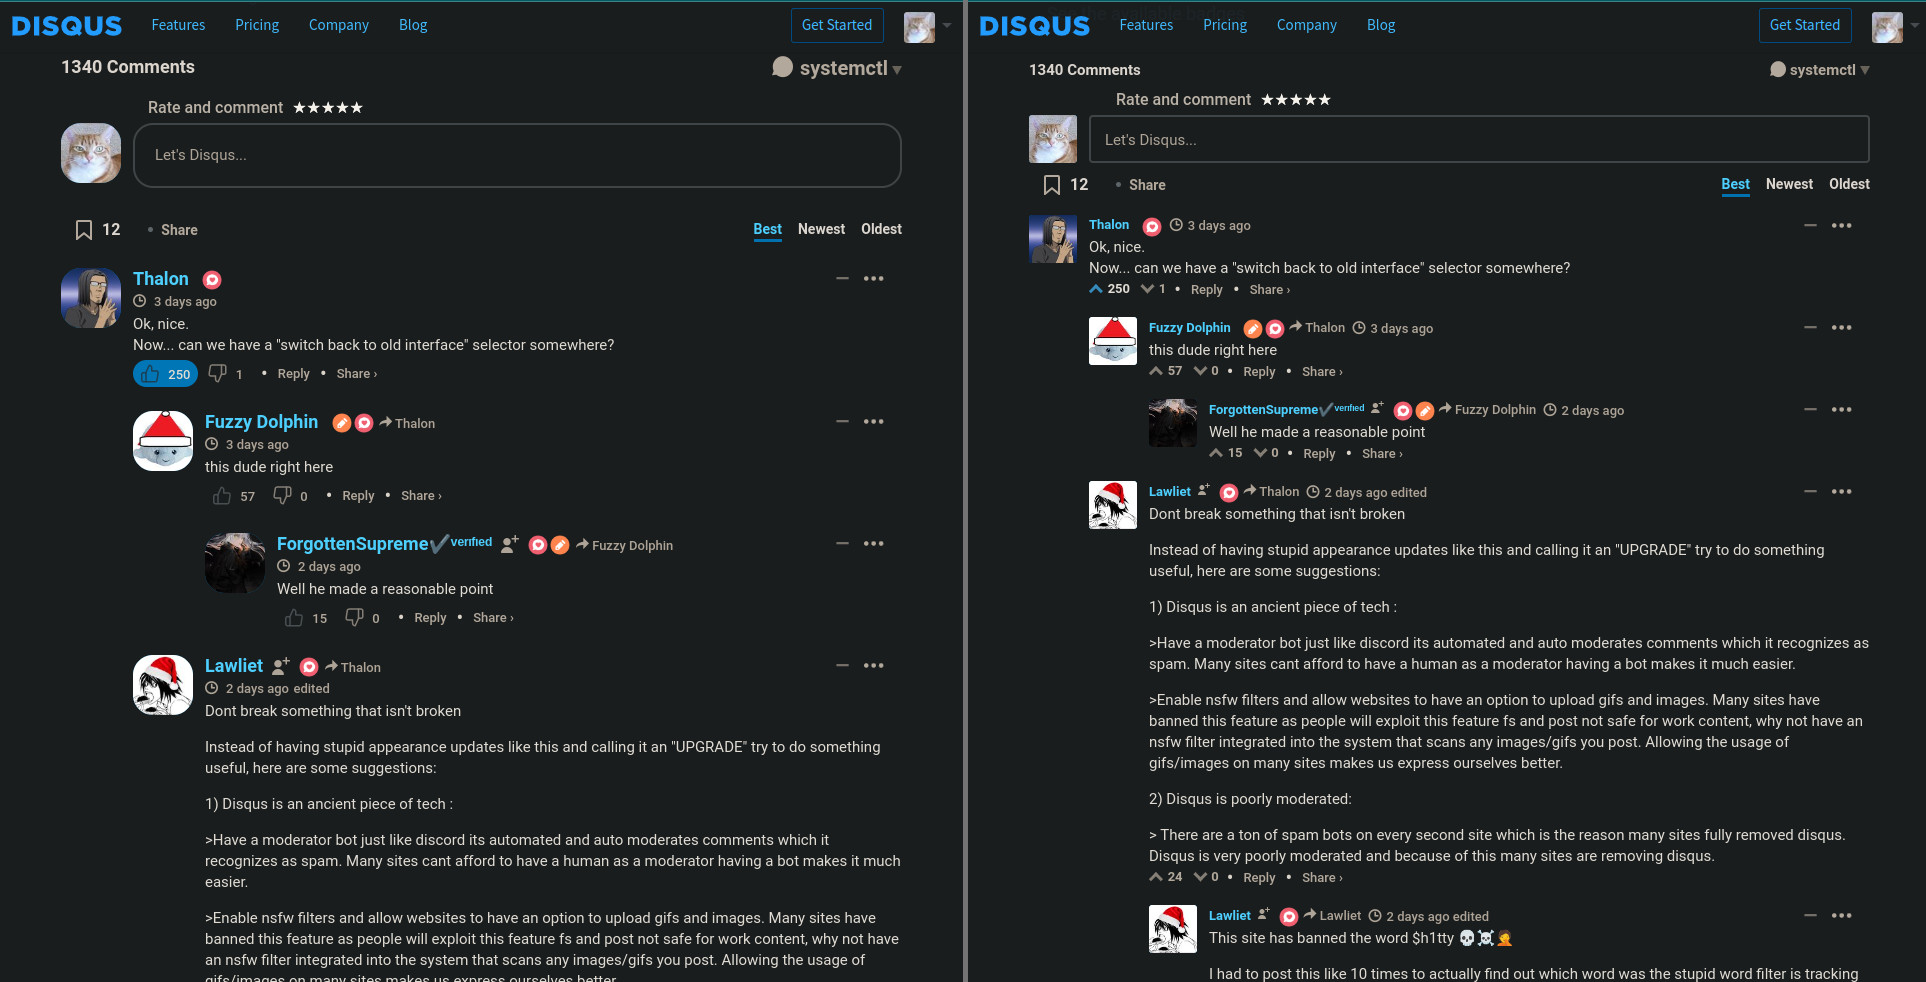 DISQUS Features Pricing Company Blog Get Started
1340 Comments systemctl
Rate and comment ★★★★★
Let's Disqus...
12 • Share Best Newest Oldest
Thalon
3 days ago
Ok, nice.
Now... can we have a "switch back to old interface" selector somewhere?
250 1 • Reply • Share ›
Fuzzy Dolphin Thalon
3 days ago
this dude right here
57 0 • Reply • Share ›
ForgottenSupreme✔verified Fuzzy Dolphin
2 days ago
Well he made a reasonable point
15 0 • Reply • Share ›
Lawliet Thalon
2 days ago edited
Dont break something that isn't broken
Instead of having stupid appearance updates like this and calling it an "UPGRADE" try to do something
useful, here are some suggestions:
1) Disqus is an ancient piece of tech :
>Have a moderator bot just like discord its automated and auto moderates comments which it
recognizes as spam. Many sites cant afford to have a human as a moderator having a bot makes it much
easier.
>Enable nsfw filters and allow websites to have an option to upload gifs and images. Many sites have
banned this feature as people will exploit this feature fs and post not safe for work content, why not have
an nsfw filter integrated into the system that scans any images/gifs you post. Allowing the usage of
gifs/images on many sites makes us express ourselves better.
DISQUS Features Pricing Company Blog Get Started
1340 Comments systemctl
Rate and comment ★★★★★
Let's Disqus...
12 • Share Best Newest Oldest
Thalon 3 days ago
Ok, nice.
Now... can we have a "switch back to old interface" selector somewhere?
250 1 • Reply • Share ›
Fuzzy Dolphin Thalon 3 days ago
this dude right here
57 0 • Reply • Share ›
ForgottenSupreme✔verified Fuzzy Dolphin 2 days ago
Well he made a reasonable point
15 0 • Reply • Share ›
Lawliet Thalon 2 days ago edited
Dont break something that isn't broken
Instead of having stupid appearance updates like this and calling it an "UPGRADE" try to do something
useful, here are some suggestions:
1) Disqus is an ancient piece of tech :
>Have a moderator bot just like discord its automated and auto moderates comments which it recognizes as
spam. Many sites cant afford to have a human as a moderator having a bot makes it much easier.
>Enable nsfw filters and allow websites to have an option to upload gifs and images. Many sites have
banned this feature as people will exploit this feature fs and post not safe for work content, why not have an
nsfw filter integrated into the system that scans any images/gifs you post. Allowing the usage of
gifs/images on many sites makes us express ourselves better.
2) Disqus is poorly moderated:
> There are a ton of spam bots on every second site which is the reason many sites fully removed disqus.
Disqus is very poorly moderated and because of this many sites are removing disqus.
24 0 • Reply • Share ›
Lawliet Lawliet 2 days ago edited
This site has banned the word $h1tty 💀☠🤦
I had to post this like 10 times to actually find out which word was the stupid word filter is tracking